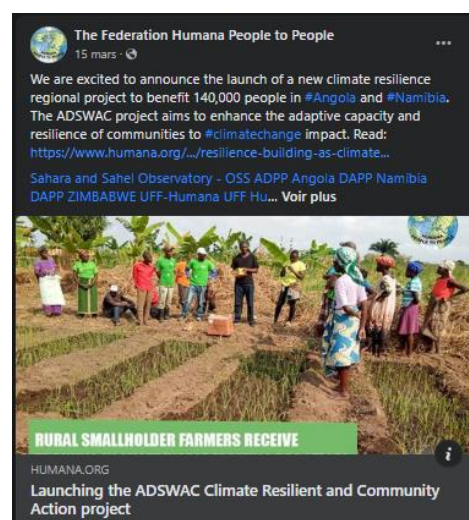 The Federation Humana People to People
15 mars ·
We are excited to announce the launch of a new climate resilience
regional project to benefit 140,000 people in #Angola and #Namibia.
The ADSWAC project aims to enhance the adaptive capacity and
resilience of communities to #climatechange impact. Read:
https://www.humana.org/.../resilience-building-as-climate...
Sahara and Sahel Observatory - OSS ADPP Angola DAPP Namibia
DAPP ZIMBABWE UFF-Humana UFF Hu... Voir plus
RURAL SMALLHOLDER FARMERS RECEIVE
HUMANA.ORG
Launching the ADSWAC Climate Resilient and Community
Action project